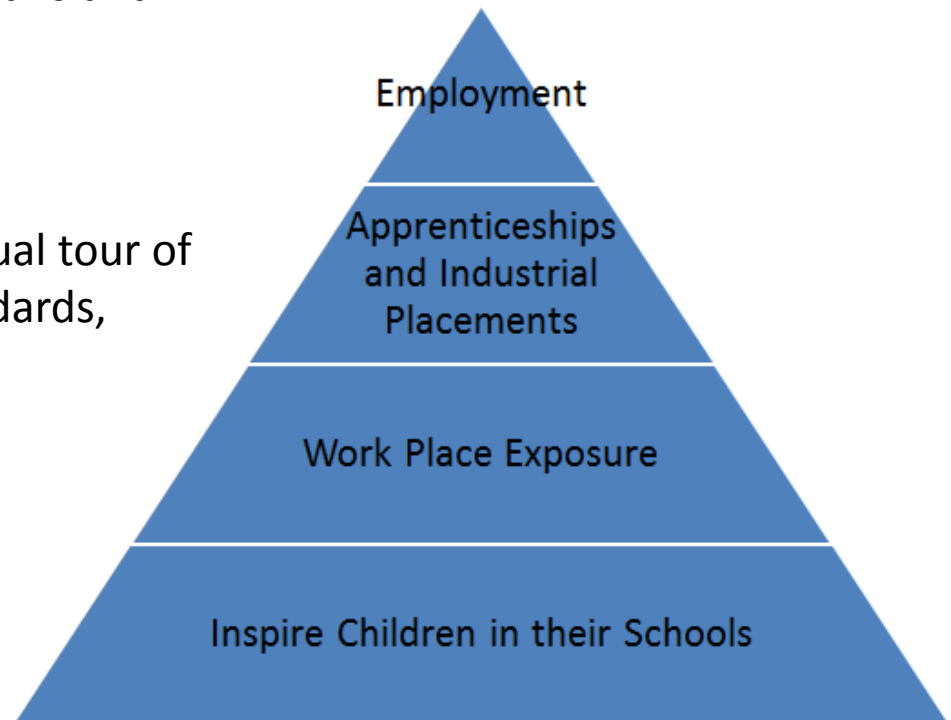 Employment
ual tour of
dards,
Apprenticeships
and Industrial
Placements
Work Place Exposure
Inspire Children in their Schools